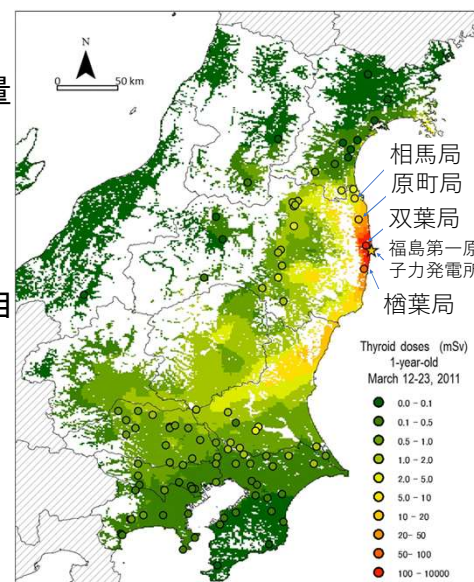 N
0 50 km
量
相馬局
原町局
双葉局
福島第一原
子力発電所
楢葉局
Thyroid doses (mSv)
1-year-old
March 12-23, 2011
0.0 - 0.1
0.1 - 0.5
0.5 - 1.0
1.0 - 2.0
2.0 - 5.0
5.0 - 10
10 - 20
20 - 50
50 - 100
100 - 10000